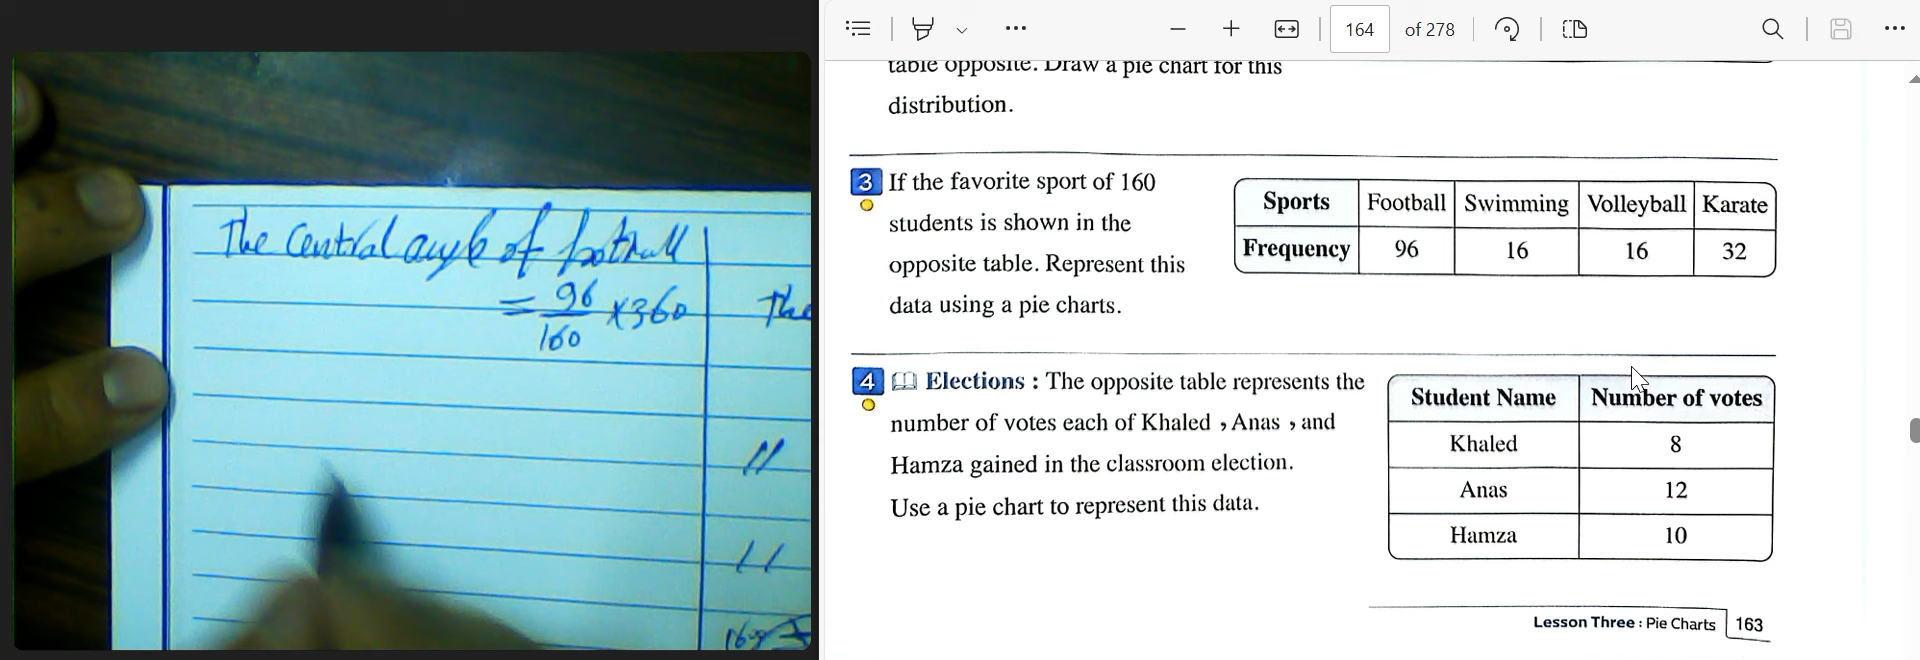 The Central angle of football
= 96/160 ×360
The
//
//
164
of 278
table opposite. Draw a pie chart for this
distribution.
3 If the favorite sport of 160
students is shown in the
opposite table. Represent this
data using a pie charts.
Sports Football Swimming Volleyball Karate
Frequency 96 16 16 32
4 Elections : The opposite table represents the
number of votes each of Khaled , Anas , and
Hamza gained in the classroom election.
Use a pie chart to represent this data.
Student Name Number of votes
Khaled 8
Anas 12
Hamza 10
Lesson Three : Pie Charts 163